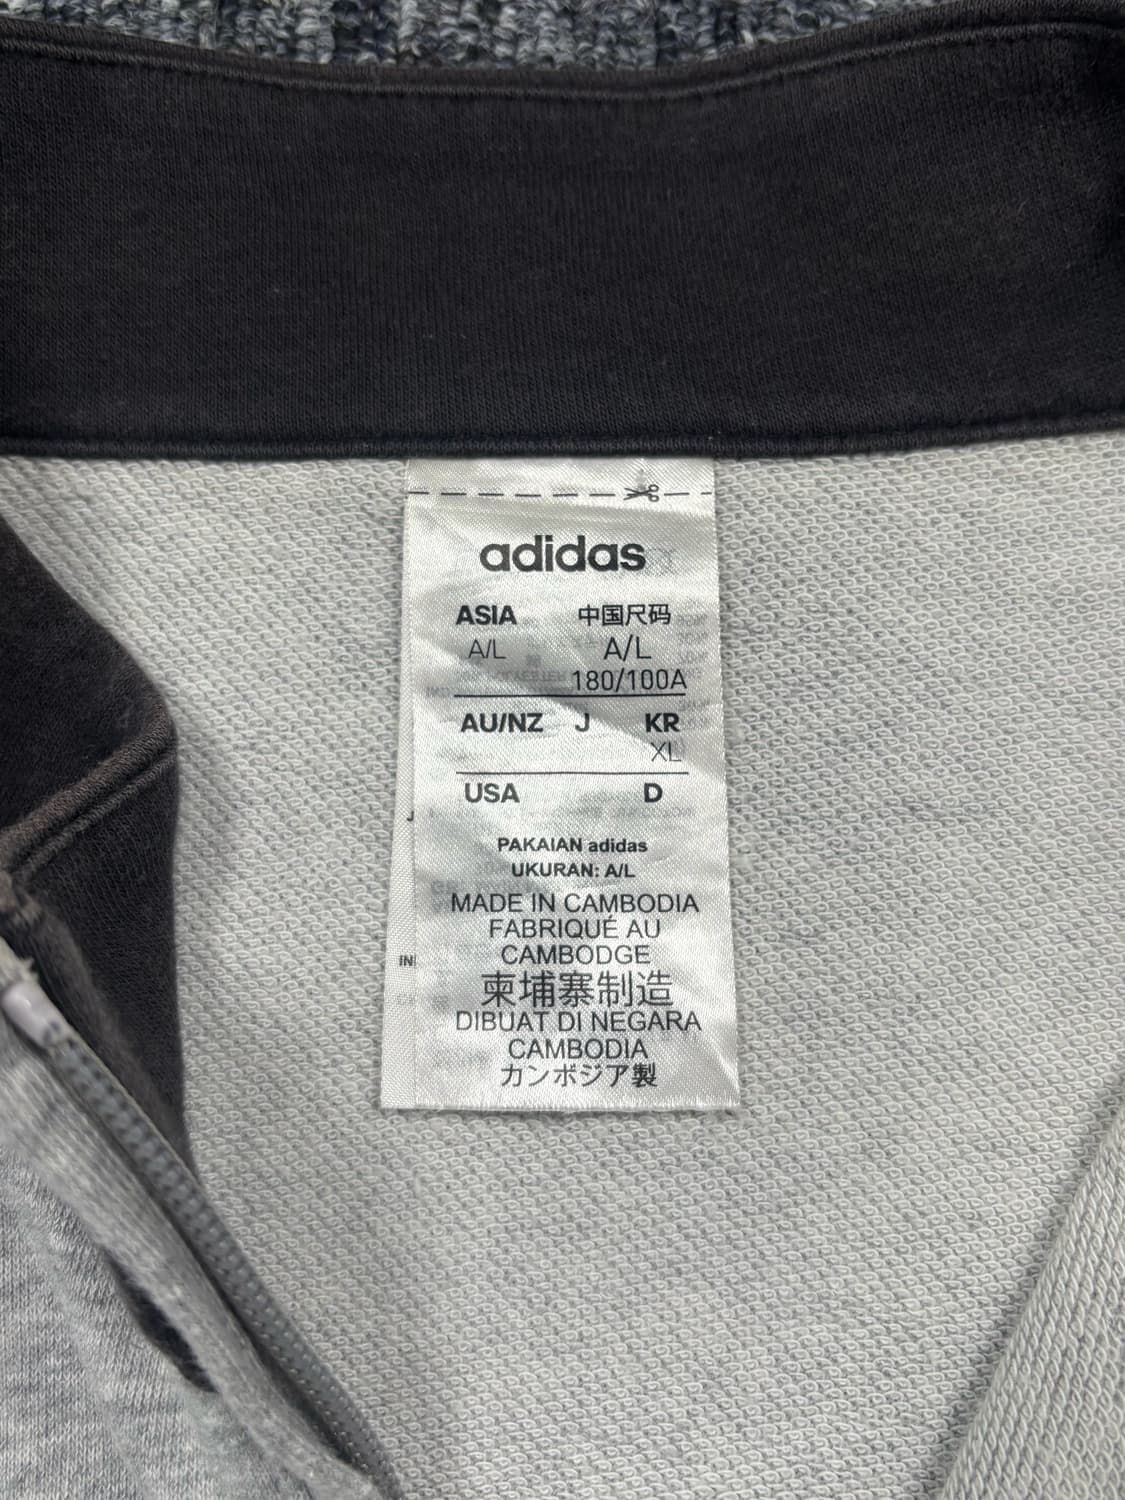 adidas
ASIA 中国尺码
A/L A/L
180/100A
AU/NZ J KR
XL
USA D
PAKAIAN adidas
UKURAN: A/L
MADE IN CAMBODIA
FABRIQUÉ AU
CAMBODGE
柬埔寨制造
DIBUAT DI NEGARA
CAMBODIA
カンボジア製